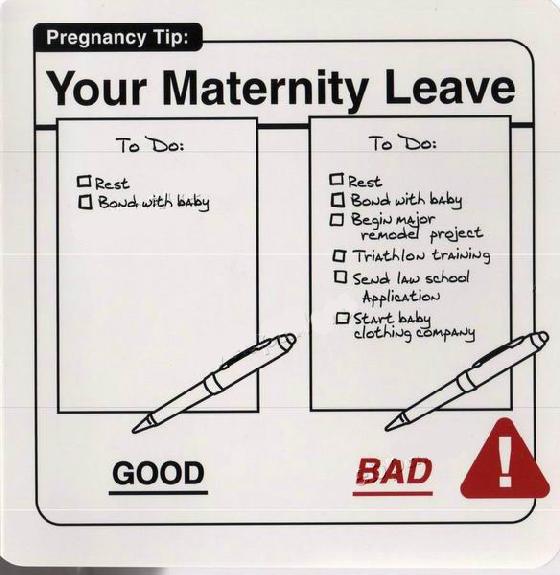 Pregnancy Tip:
Your Maternity Leave
To Do:
Rest
Bond with baby
To Do:
Rest
Bond with baby
Begin major
remodel project
Triathlon training
Send law school
Application
Start baby
clothing company
GOOD
BAD
!